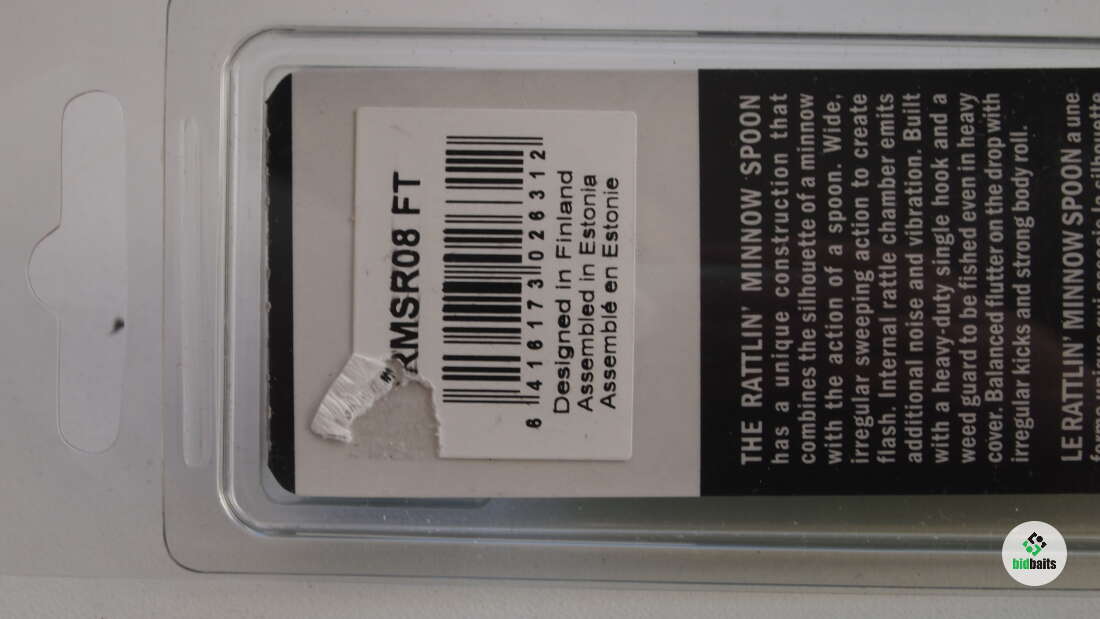 RMSR08 FT
6 416173 026312
Designed in Finland
Assembled in Estonia
Assemblé en Estonie
THE RATTLIN' MINNOW SPOON
has a unique construction that
combines the silhouette of a minnow
with the action of a spoon. Wide,
irregular sweeping action to create
flash. Internal rattle chamber emits
additional noise and vibration. Built
with a heavy-duty single hook and a
weed guard to be fished even in heavy
cover. Balanced flutter on the drop with
irregular kicks and strong body roll.
LE RATTLIN' MINNOW SPOON a une
bidbaits